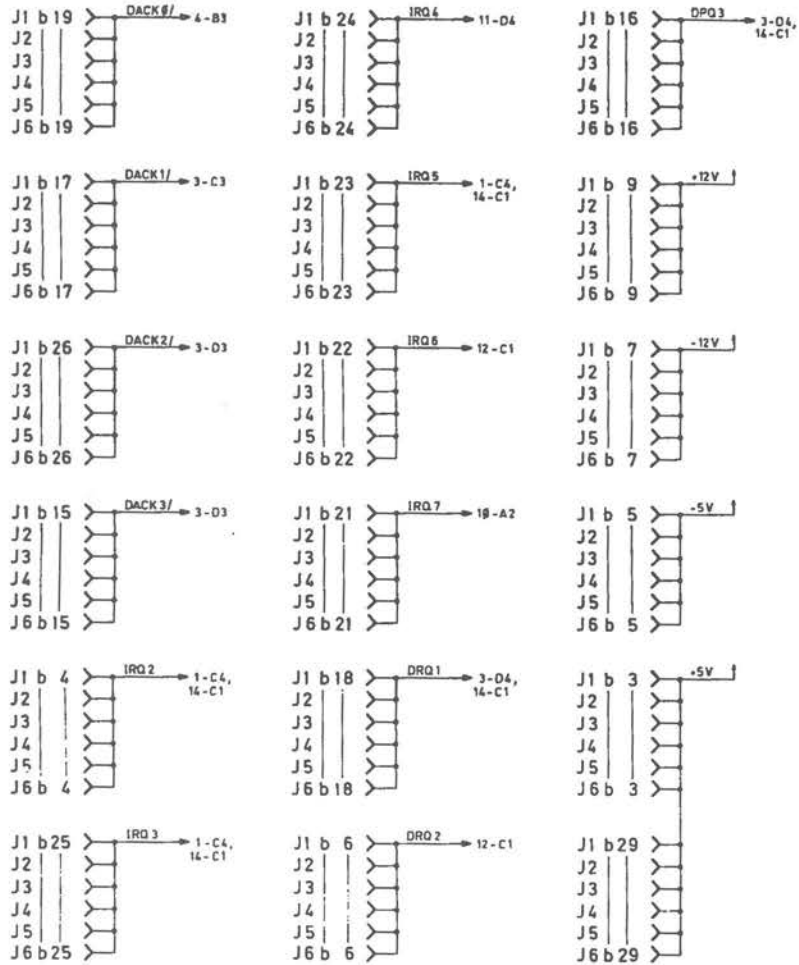 J1 b 19 DACK0/ 4-B3
J2
J3
J4
J5
J6 b 19
J1 b 17 DACK1/ 3-C3
J2
J3
J4
J5
J6 b 17
J1 b 26 DACK2/ 3-D3
J2
J3
J4
J5
J6 b 26
J1 b 15 DACK3/ 3-D3
J2
J3
J4
J5
J6 b 15
J1 b 4 IRQ2 1-C4,
14-C1
J2
J3
J4
J5
J6 b 4
J1 b 25 IRQ3 1-C4,
14-C1
J2
J3
J4
J5
J6 b 25
J1 b 24 IRQ4 11-D4
J2
J3
J4
J5
J6 b 24
J1 b 23 IRQ5 1-C4,
14-C1
J2
J3
J4
J5
J6 b 23
J1 b 22 IRQ6 12-C1
J2
J3
J4
J5
J6 b 22
J1 b 21 IRQ7 10-A2
J2
J3
J4
J5
J6 b 21
J1 b 18 DRQ1 3-D4,
14-C1
J2
J3
J4
J5
J6 b 18
J1 b 6 DRQ2 12-C1
J2
J3
J4
J5
J6 b 6
J1 b 16 DPQ3 3-D4,
14-C1
J2
J3
J4
J5
J6 b 16
J1 b 9 +12V
J2
J3
J4
J5
J6 b 9
J1 b 7 -12V
J2
J3
J4
J5
J6 b 7
J1 b 5 -5V
J2
J3
J4
J5
J6 b 5
J1 b 3 +5V
J2
J3
J4
J5
J6 b 3
J1 b 29
J2
J3
J4
J5
J6 b 29